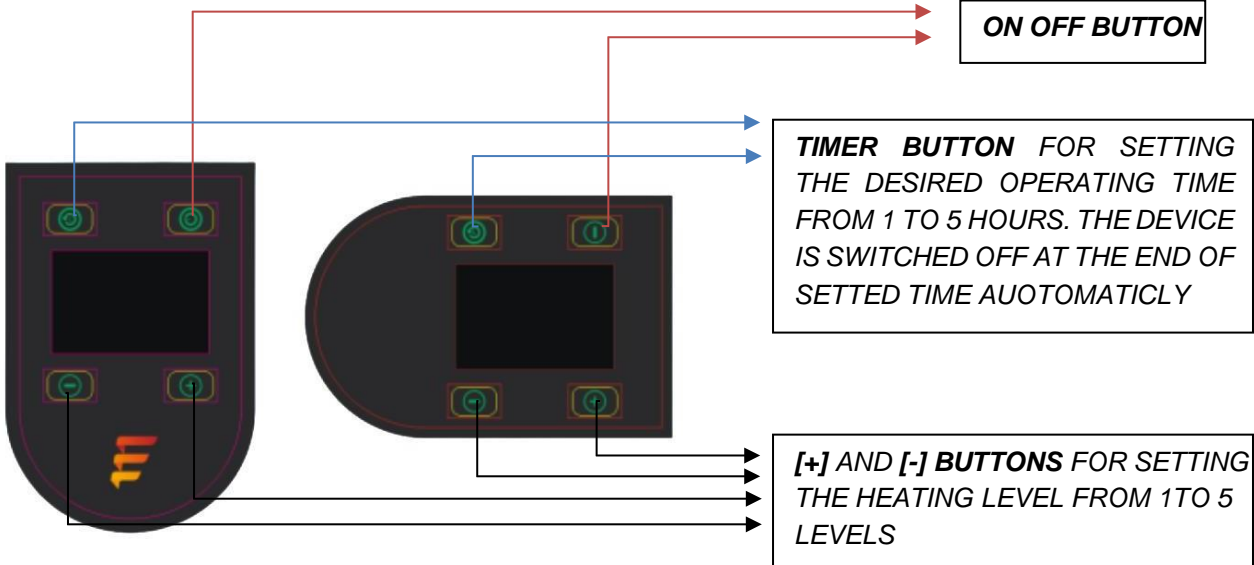 ON OFF BUTTON
TIMER BUTTON FOR SETTING
THE DESIRED OPERATING TIME
FROM 1 TO 5 HOURS. THE DEVICE
IS SWITCHED OFF AT THE END OF
SETTED TIME AUOTOMATICLY
[+] AND [-] BUTTONS FOR SETTING
THE HEATING LEVEL FROM 1TO 5
LEVELS